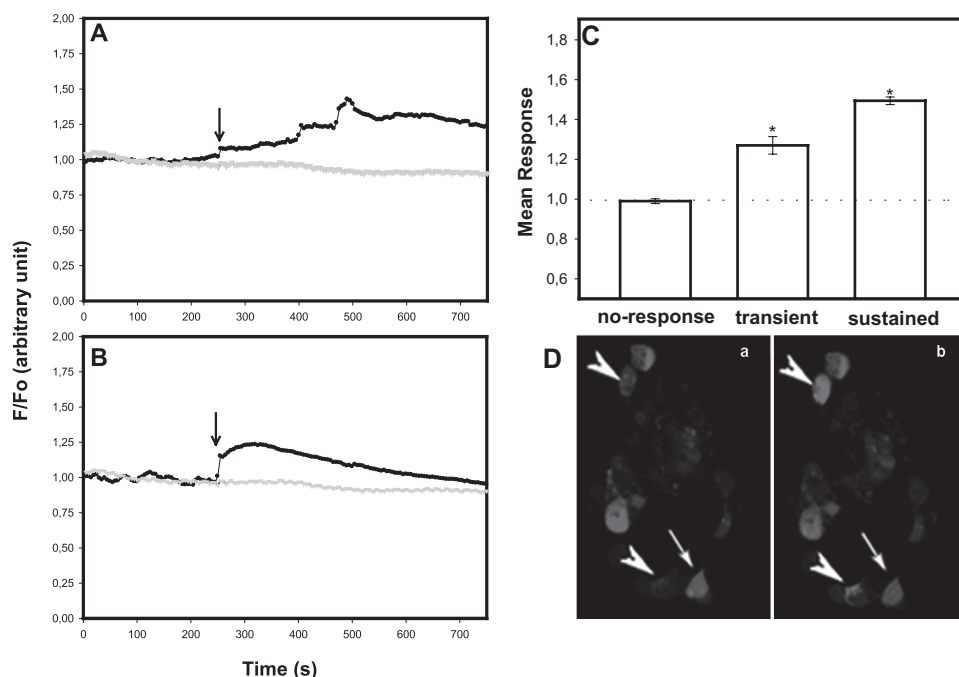 A
2,00
1,75
1,50
1,25
1,00
0,75
0,50
0,25
0,00
0 100 200 300 400 500 600 700
B
2,00
1,75
1,50
1,25
1,00
0,75
0,50
0,25
0,00
0 100 200 300 400 500 600 700
F/Fo (arbitrary unit)
Time (s)
C
1,8
1,6
1,4
1,2
1,0
0,8
0,6
Mean Response
* *
no-response transient sustained
D
a b